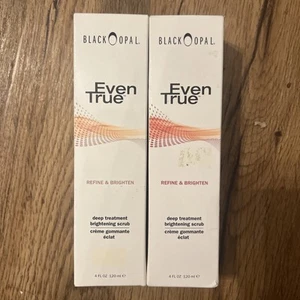 BLACK OPAL
Even
True
REFINE & BRIGHTEN
deep treatment
brightening scrub
crème gommante
éclat
4 FL OZ 120 ml ℮
BLACK OPAL
Even
True
REFINE & BRIGHTEN
deep treatment
brightening scrub
crème gommante
éclat
4 FL OZ 120 ml ℮